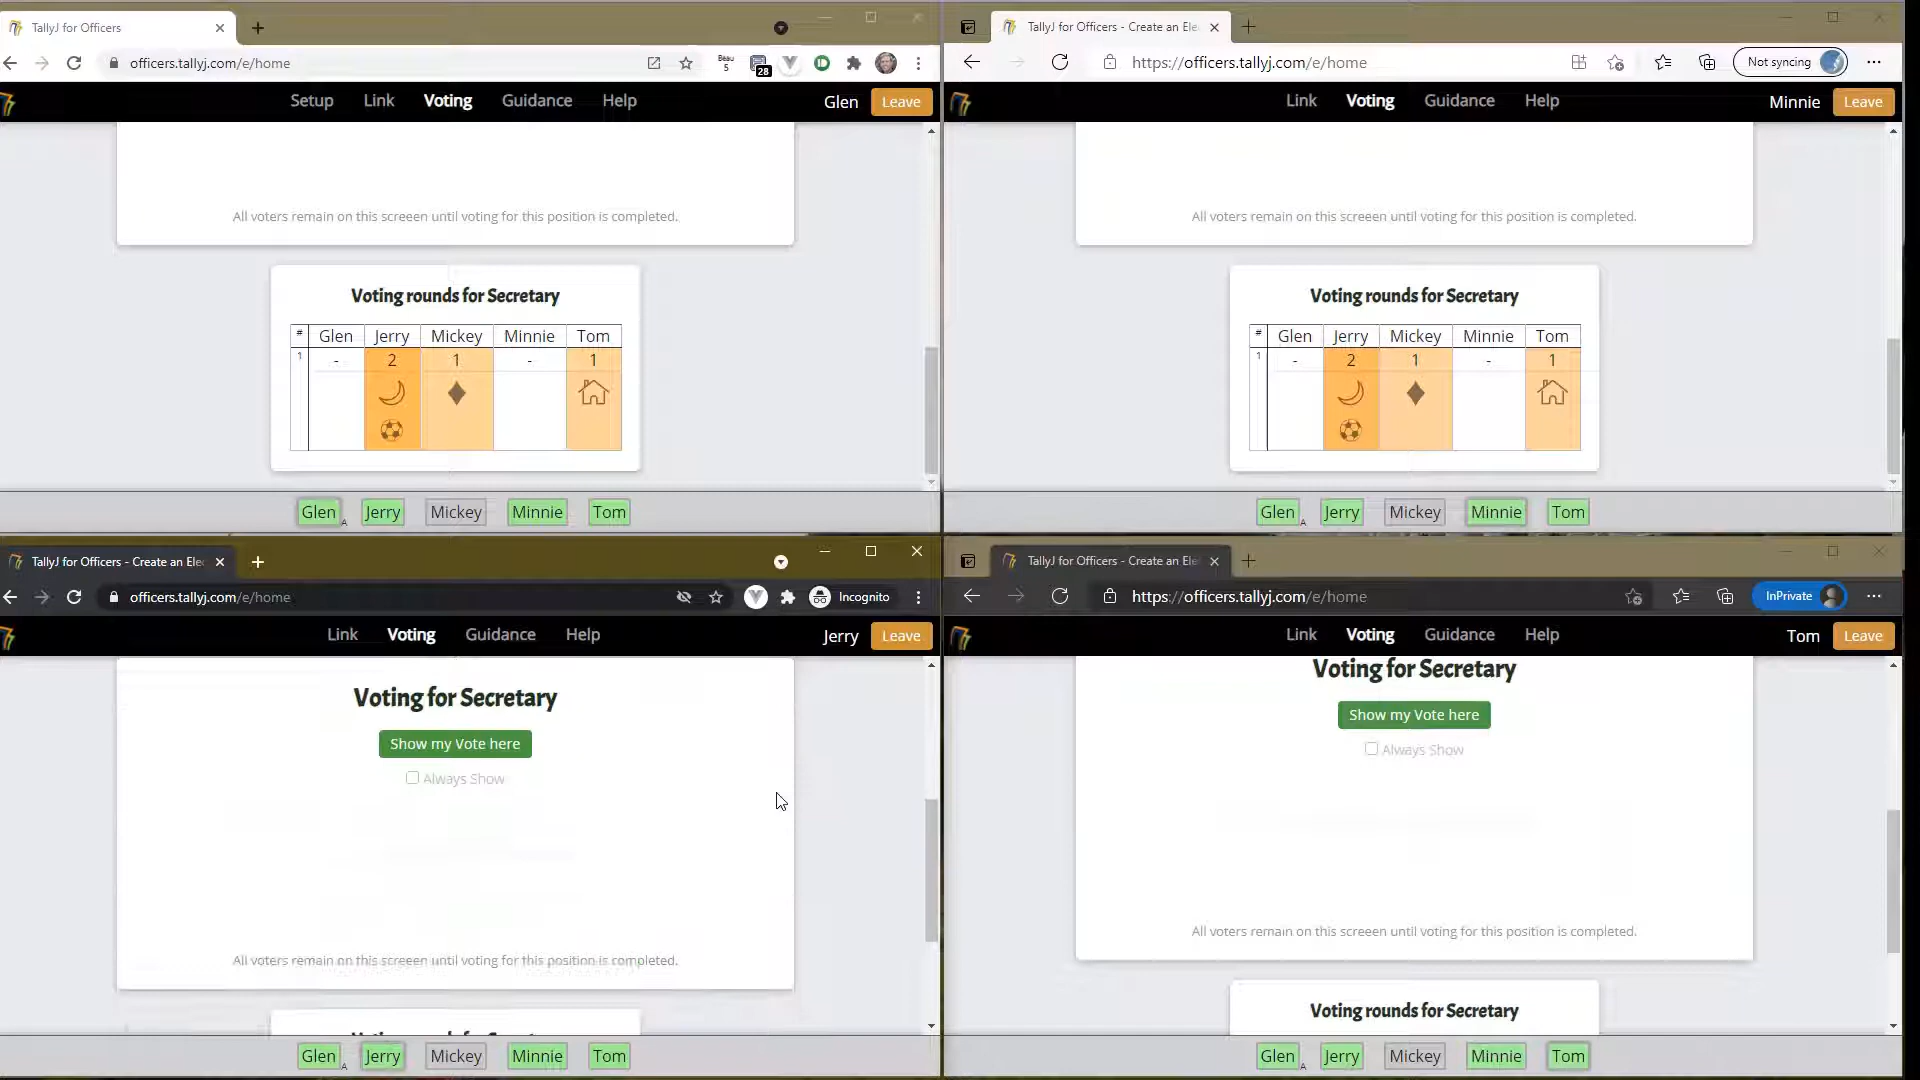 TallyJ for Officers
officers.tallyj.com/e/home
Beau
5
28
Setup Link Voting Guidance Help Glen Leave
All voters remain on this screeen until voting for this position is completed.
Voting rounds for Secretary
# Glen Jerry Mickey Minnie Tom
1 - 2 1 - 1
Glen A Jerry Mickey Minnie Tom
TallyJ for Officers - Create an Ele
https://officers.tallyj.com/e/home
Not syncing
Link Voting Guidance Help Minnie Leave
All voters remain on this screeen until voting for this position is completed.
Voting rounds for Secretary
# Glen Jerry Mickey Minnie Tom
1 - 2 1 - 1
Glen A Jerry Mickey Minnie Tom
TallyJ for Officers - Create an Ele
officers.tallyj.com/e/home
Incognito
Link Voting Guidance Help Jerry Leave
Voting for Secretary
Show my Vote here
Always Show
All voters remain on this screeen until voting for this position is completed.
Glen A Jerry Mickey Minnie Tom
TallyJ for Officers - Create an Ele
https://officers.tallyj.com/e/home
InPrivate
Link Voting Guidance Help Tom Leave
Voting for Secretary
Show my Vote here
Always Show
All voters remain on this screeen until voting for this position is completed.
Voting rounds for Secretary
Glen A Jerry Mickey Minnie Tom